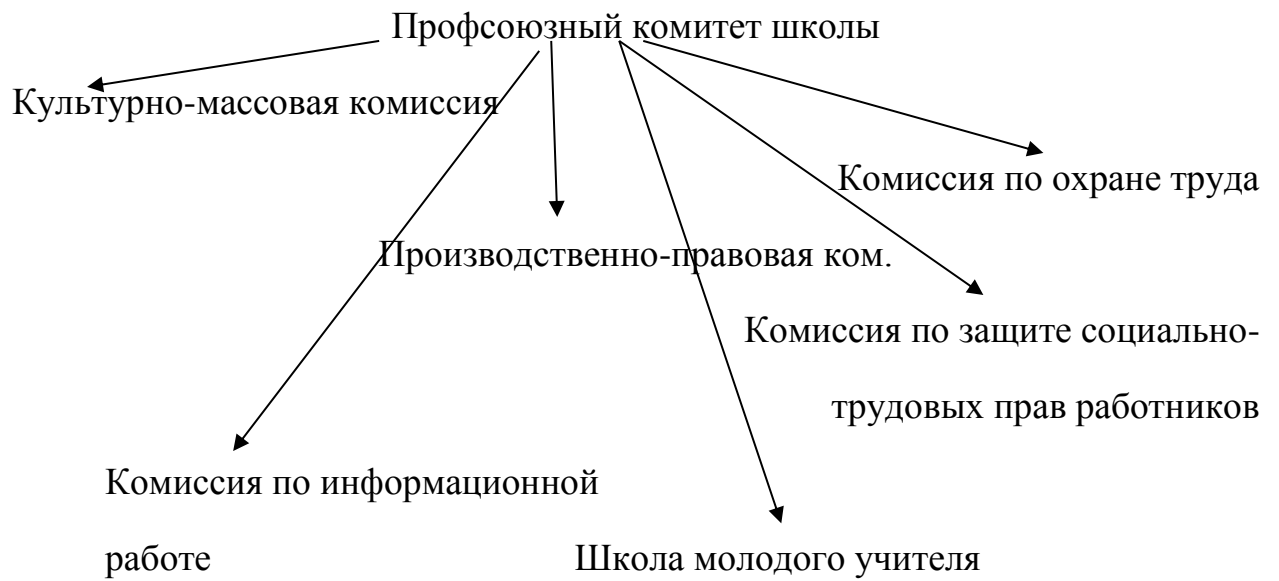 Профсоюзный комитет школы
Культурно-массовая комиссия
Комиссия по охране труда
Производственно-правовая ком.
Комиссия по защите социально-
трудовых прав работников
Комиссия по информационной
работе
Школа молодого учителя